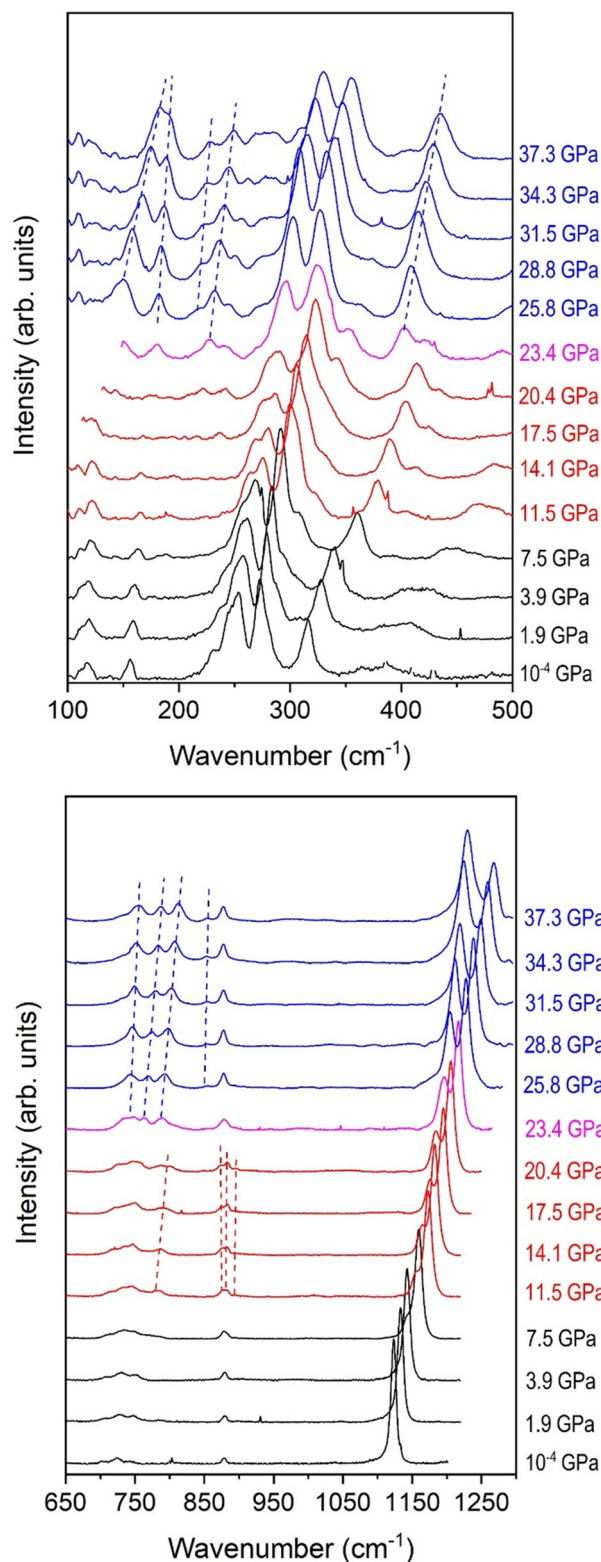 Intensity (arb. units)
37.3 GPa
34.3 GPa
31.5 GPa
28.8 GPa
25.8 GPa
23.4 GPa
20.4 GPa
17.5 GPa
14.1 GPa
11.5 GPa
7.5 GPa
3.9 GPa
1.9 GPa
10⁻⁴ GPa
100 200 300 400 500
Wavenumber (cm⁻¹)
Intensity (arb. units)
37.3 GPa
34.3 GPa
31.5 GPa
28.8 GPa
25.8 GPa
23.4 GPa
20.4 GPa
17.5 GPa
14.1 GPa
11.5 GPa
7.5 GPa
3.9 GPa
1.9 GPa
10⁻⁴ GPa
650 750 850 950 1050 1150 1250
Wavenumber (cm⁻¹)